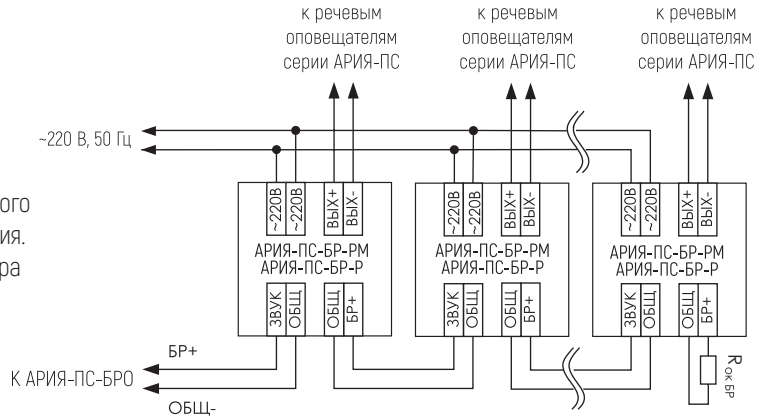 к речевым
оповещателям
серии АРИЯ-ПС
к речевым
оповещателям
серии АРИЯ-ПС
к речевым
оповещателям
серии АРИЯ-ПС
~220 В, 50 Гц
ого
ия.
ра
~220В
~220В
ВЫХ+
ВЫХ-
АРИЯ-ПС-БР-РМ
АРИЯ-ПС-БР-Р
ЗВУК
ОБЩ
ОБЩ
БР+
~220В
~220В
ВЫХ+
ВЫХ-
АРИЯ-ПС-БР-РМ
АРИЯ-ПС-БР-Р
ЗВУК
ОБЩ
ОБЩ
БР+
~220В
~220В
ВЫХ+
ВЫХ-
АРИЯ-ПС-БР-РМ
АРИЯ-ПС-БР-Р
ЗВУК
ОБЩ
ОБЩ
БР+
БР+
К АРИЯ-ПС-БРО
ОБЩ-
Rок БР